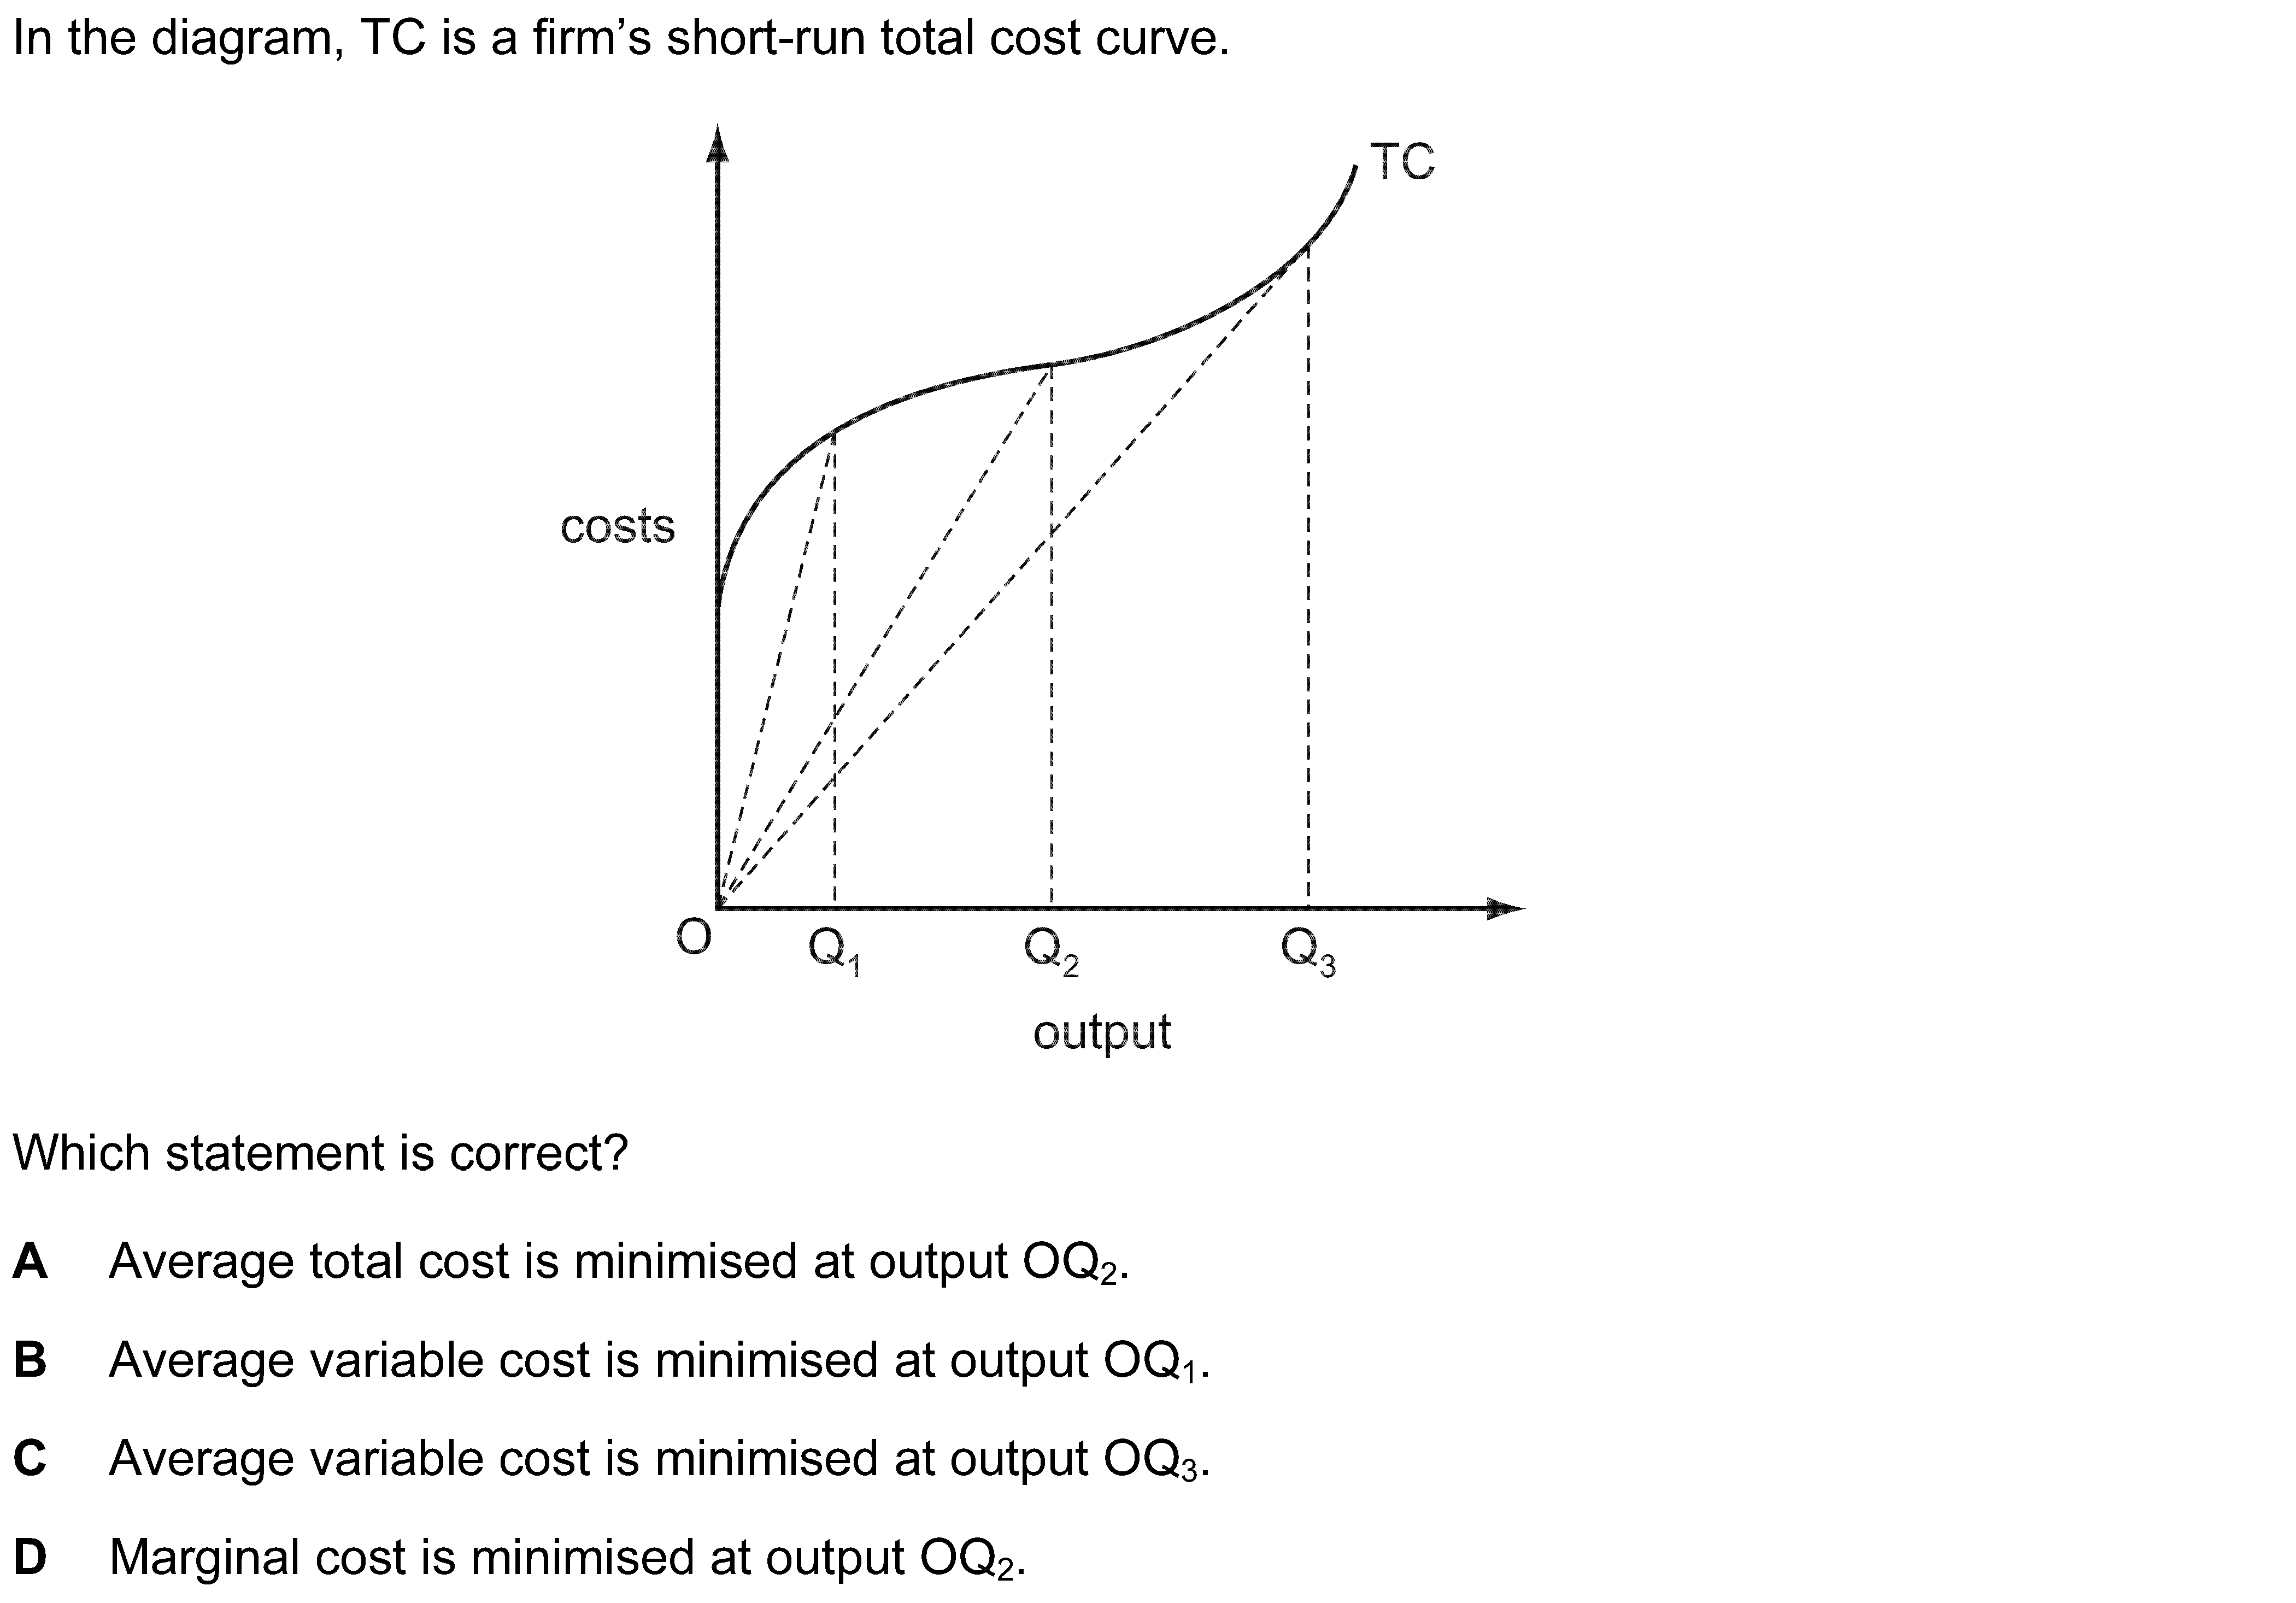 In the diagram, TC is a firm’s short-run total cost curve.
TC
costs
O
Q₁
Q₂
Q₃
output
Which statement is correct?
A Average total cost is minimised at output OQ₂.
B Average variable cost is minimised at output OQ₁.
C Average variable cost is minimised at output OQ₃.
D Marginal cost is minimised at output OQ₂.